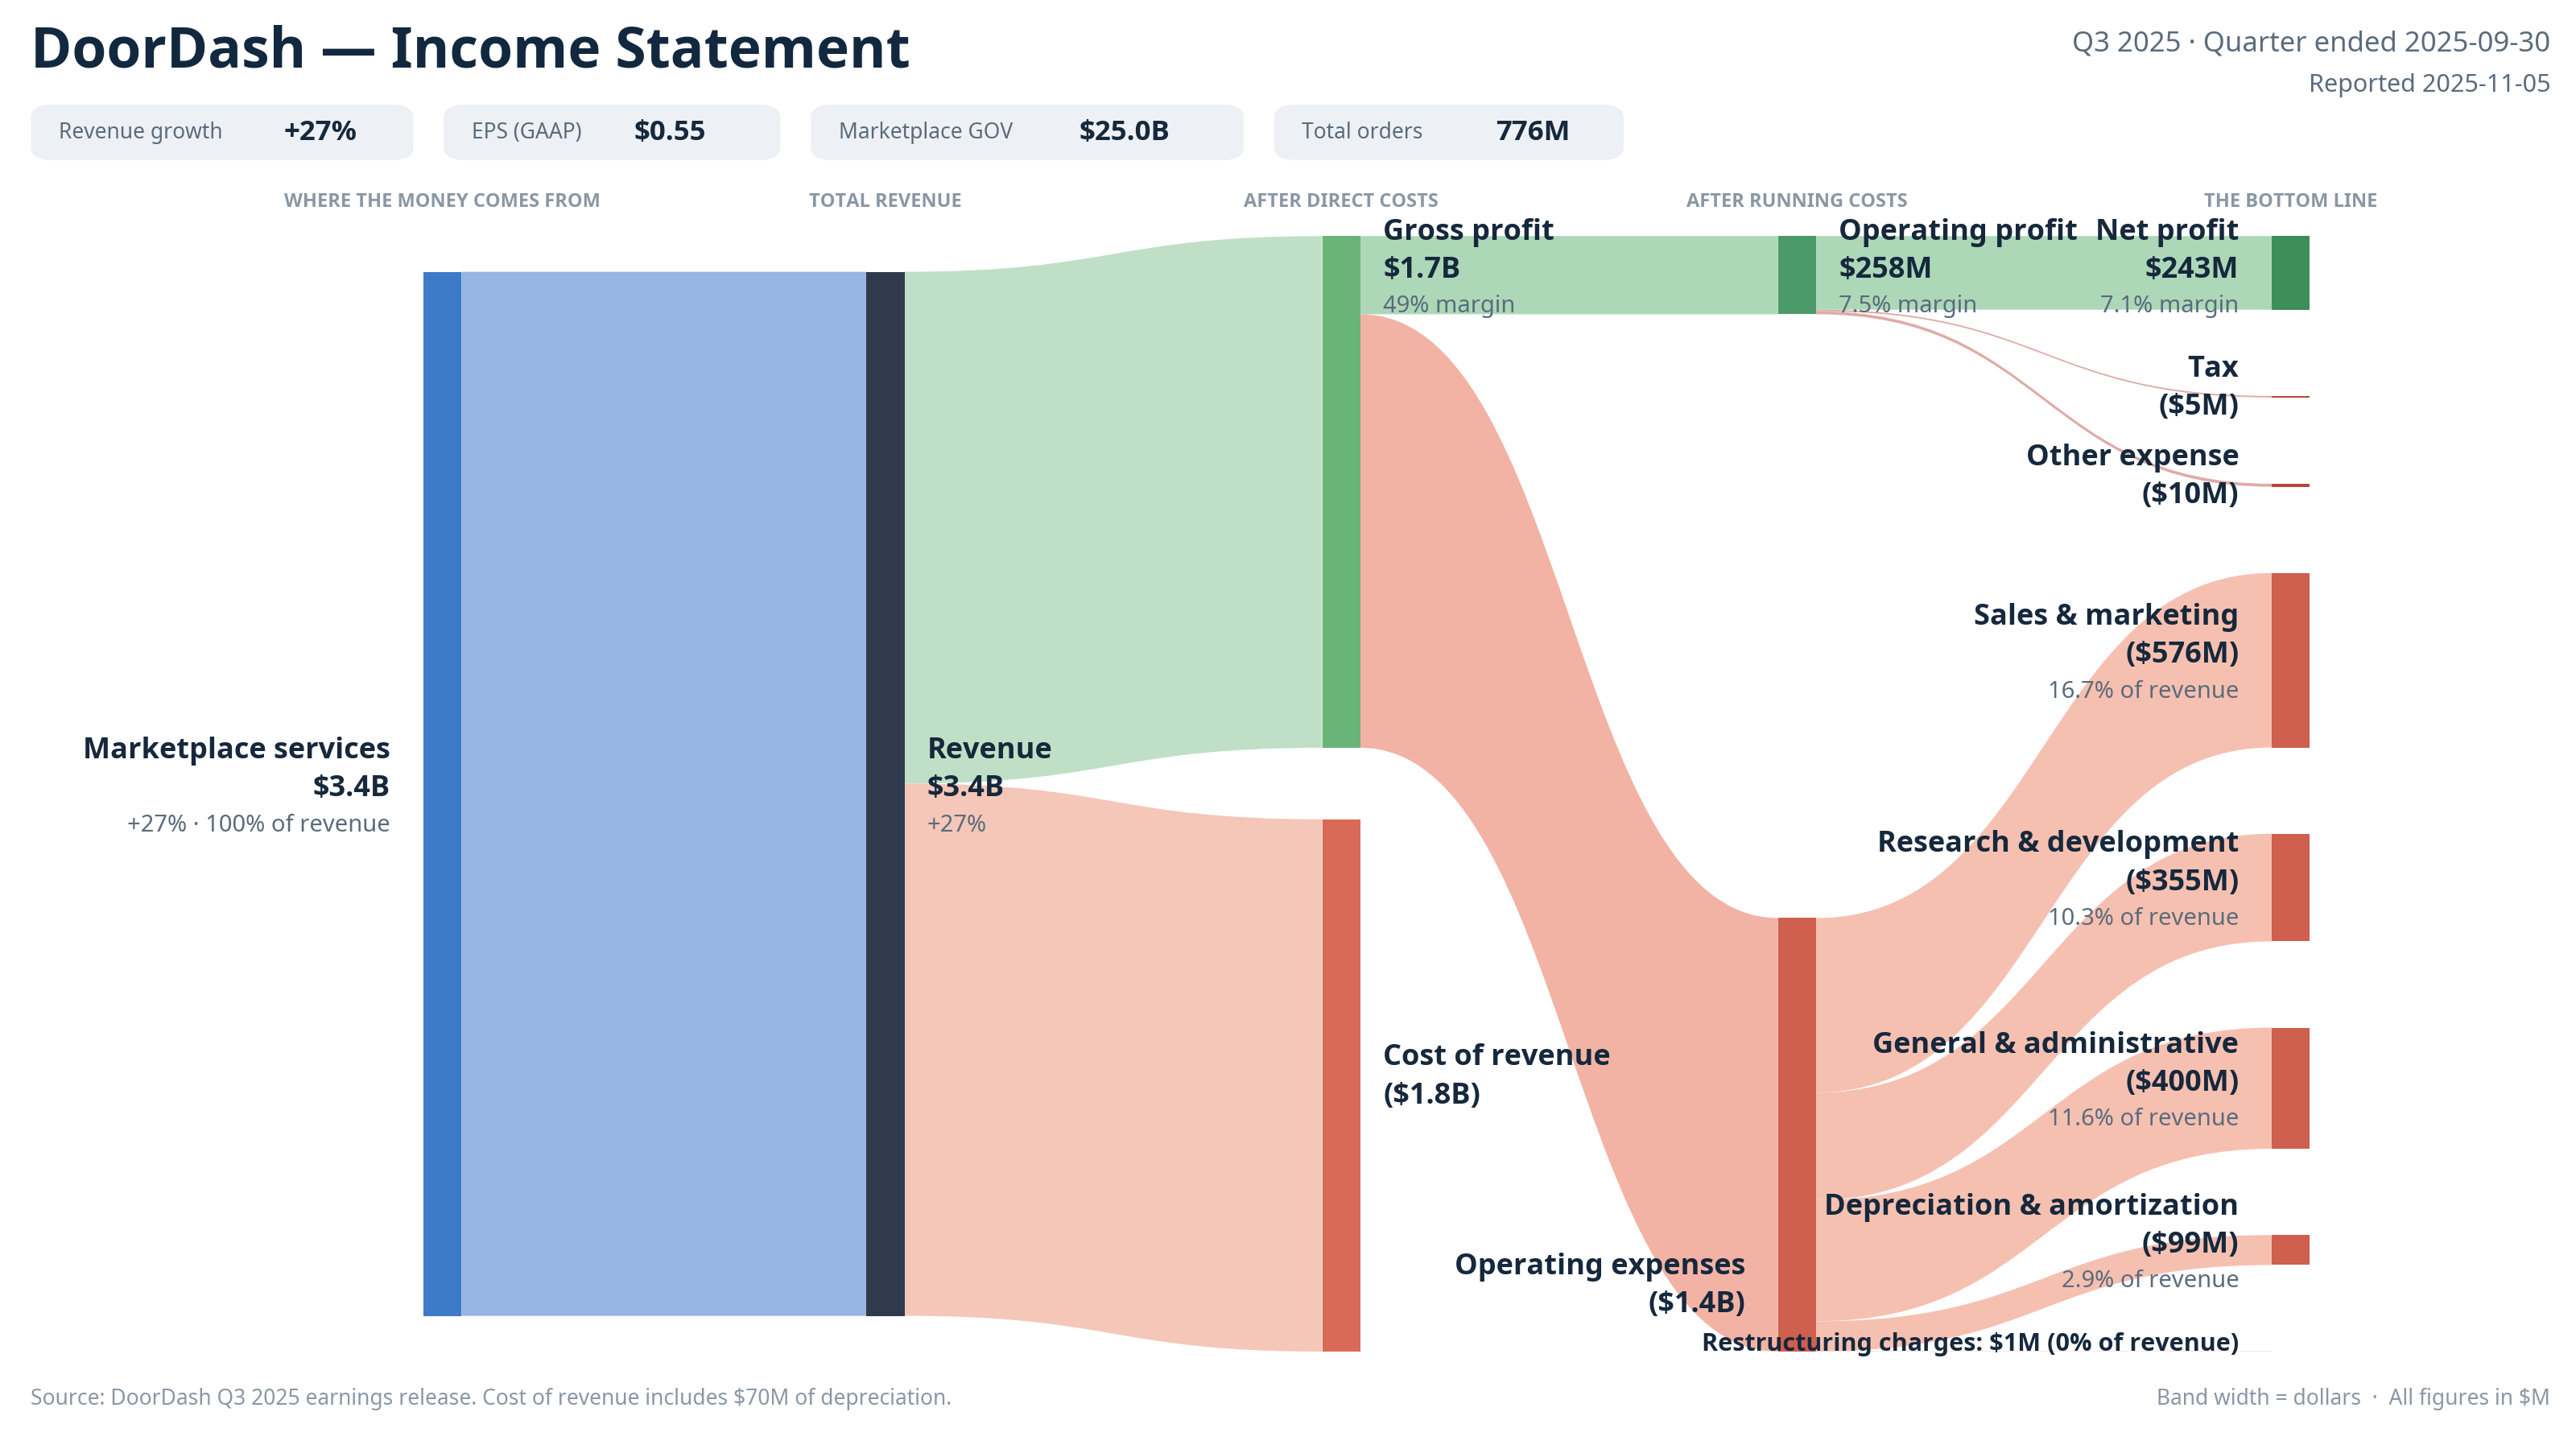 DoorDash — Income Statement
Q3 2025 · Quarter ended 2025-09-30
Reported 2025-11-05
Revenue growth +27%
EPS (GAAP) $0.55
Marketplace GOV $25.0B
Total orders 776M
WHERE THE MONEY COMES FROM
TOTAL REVENUE
AFTER DIRECT COSTS
AFTER RUNNING COSTS
THE BOTTOM LINE
Marketplace services
$3.4B
+27% · 100% of revenue
Revenue
$3.4B
+27%
Gross profit
$1.7B
49% margin
Cost of revenue
($1.8B)
Operating profit
$258M
7.5% margin
Operating expenses
($1.4B)
Net profit
$243M
7.1% margin
Tax
($5M)
Other expense
($10M)
Sales & marketing
($576M)
16.7% of revenue
Research & development
($355M)
10.3% of revenue
General & administrative
($400M)
11.6% of revenue
Depreciation & amortization
($99M)
2.9% of revenue
Restructuring charges: $1M (0% of revenue)
Source: DoorDash Q3 2025 earnings release. Cost of revenue includes $70M of depreciation.
Band width = dollars · All figures in $M